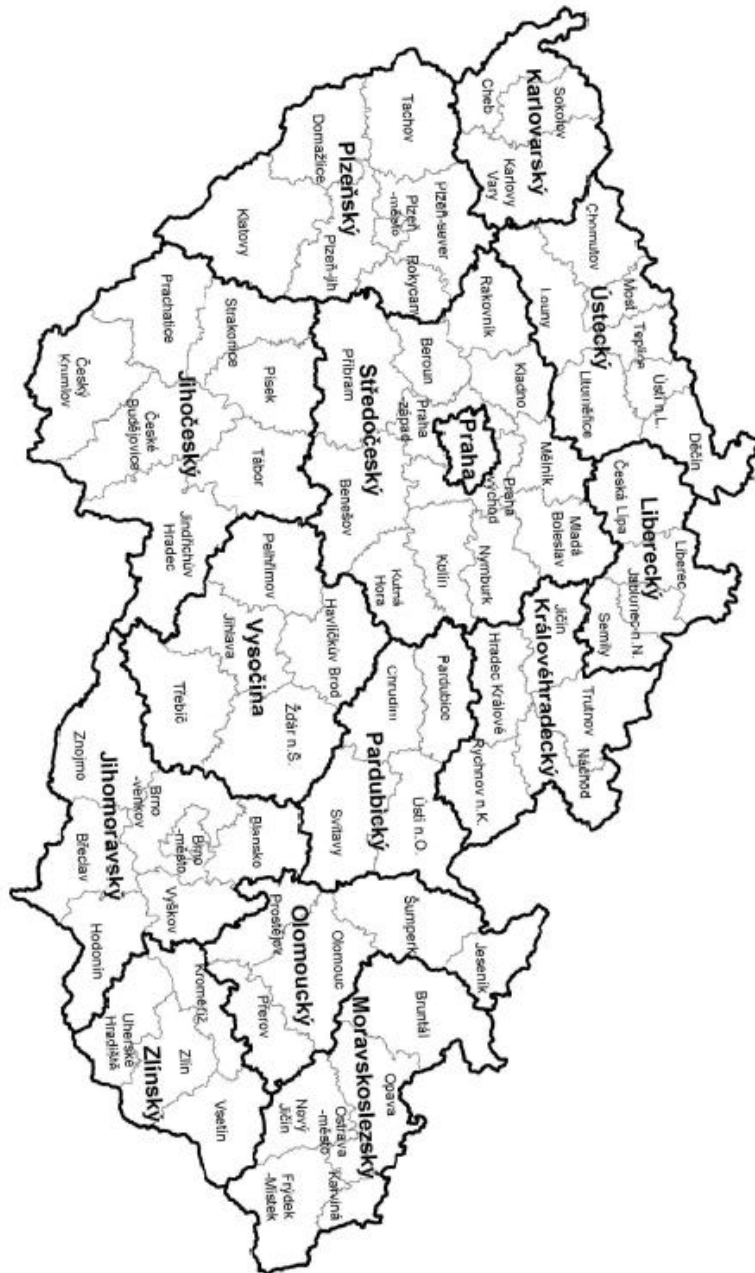 Karlovarský
Sokolov
Cheb
Karlovy
Vary
Ústecký
Chomutov
Most
Teplice
Ústí n.L.
Děčín
Louny
Litoměřice
Liberecký
Česká Lípa
Liberec
Jablonec n.N.
Semily
Královéhradecký
Jičín
Trutnov
Náchod
Hradec Králové
Rychnov n.K.
Plzeňský
Tachov
Domažlice
Klatovy
Plzeň-sever
Plzeň
-město
Plzeň-jih
Rokycany
Středočeský
Rakovník
Kladno
Beroun
Příbram
Praha
-západ
Praha
Praha
východ
Mělník
Mladá
Boleslav
Nymburk
Kolín
Kutná
Hora
Benešov
Jihočeský
Strakonice
Písek
Tábor
Prachatice
Český
Krumlov
České
Budějovice
Jindřichův
Hradec
Vysočina
Pelhřimov
Havlíčkův Brod
Jihlava
Žďár n.S.
Třebíč
Pardubický
Pardubice
Chrudim
Ústí n.O.
Svitavy
Jihomoravský
Znojmo
Brno
-venkov
Brno
-město
Blansko
Vyškov
Břeclav
Hodonín
Olomoucký
Jeseník
Šumperk
Olomouc
Prostějov
Přerov
Moravskoslezský
Bruntál
Opava
Ostrava
-město
Nový
Jičín
Karviná
Frýdek
-Místek
Zlínský
Kroměříž
Zlín
Uherské
Hradiště
Vsetín